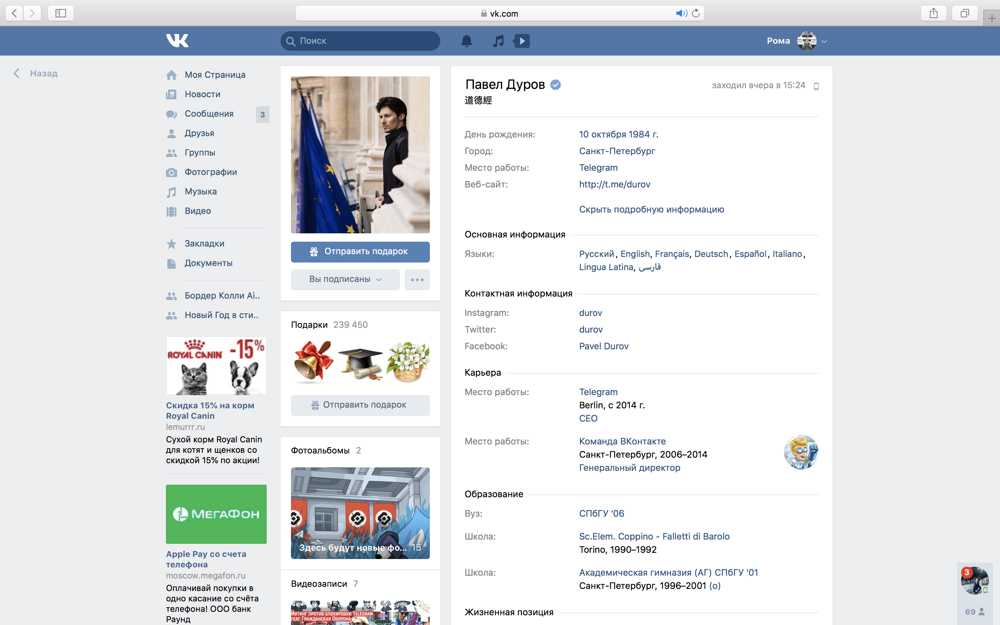 vk.com
Поиск
Рома
Назад
Моя Страница
Новости
Сообщения 3
Друзья
Группы
Фотографии
Музыка
Видео
Закладки
Документы
Бордер Колли Ai..
Новый Год в сти..
ROYAL CANIN -15%
Скидка 15% на корм
Royal Canin
lemurrr.ru
Сухой корм Royal Canin
для котят и щенков со
скидкой 15% по акции!
МЕГАФОН
Apple Pay со счета
телефона
moscow.megafon.ru
Оплачивай покупки в
одно касание со счёта
телефона! ООО банк
Раунд
Отправить подарок
Вы подписаны
Подарки 239 450
Отправить подарок
Фотоальбомы 2
BRILEVSKY
Здесь будут новые фо... 15
Видеозаписи 7
МИТИНГ ПРОТИВ БЛОКИРОВКИ TELEGRAM
FEAT. ГРАЖДАНСКАЯ ОБОРОНА
Павел Дуров
заходил вчера в 15:24
道德經
День рождения: 10 октября 1984 г.
Город: Санкт-Петербург
Место работы: Telegram
Веб-сайт: http://t.me/durov
Скрыть подробную информацию
Основная информация
Языки: Русский, English, Français, Deutsch, Español, Italiano,
Lingua Latina, فارسی
Контактная информация
Instagram: durov
Twitter: durov
Facebook: Pavel Durov
Карьера
Место работы: Telegram
Berlin, с 2014 г.
CEO
Место работы: Команда ВКонтакте
Санкт-Петербург, 2006–2014
Генеральный директор
Образование
Вуз: СПбГУ '06
Школа: Sc.Elem. Coppino - Falletti di Barolo
Torino, 1990–1992
Школа: Академическая гимназия (АГ) СПбГУ '01
Санкт-Петербург, 1996–2001 (о)
Жизненная позиция
3
69